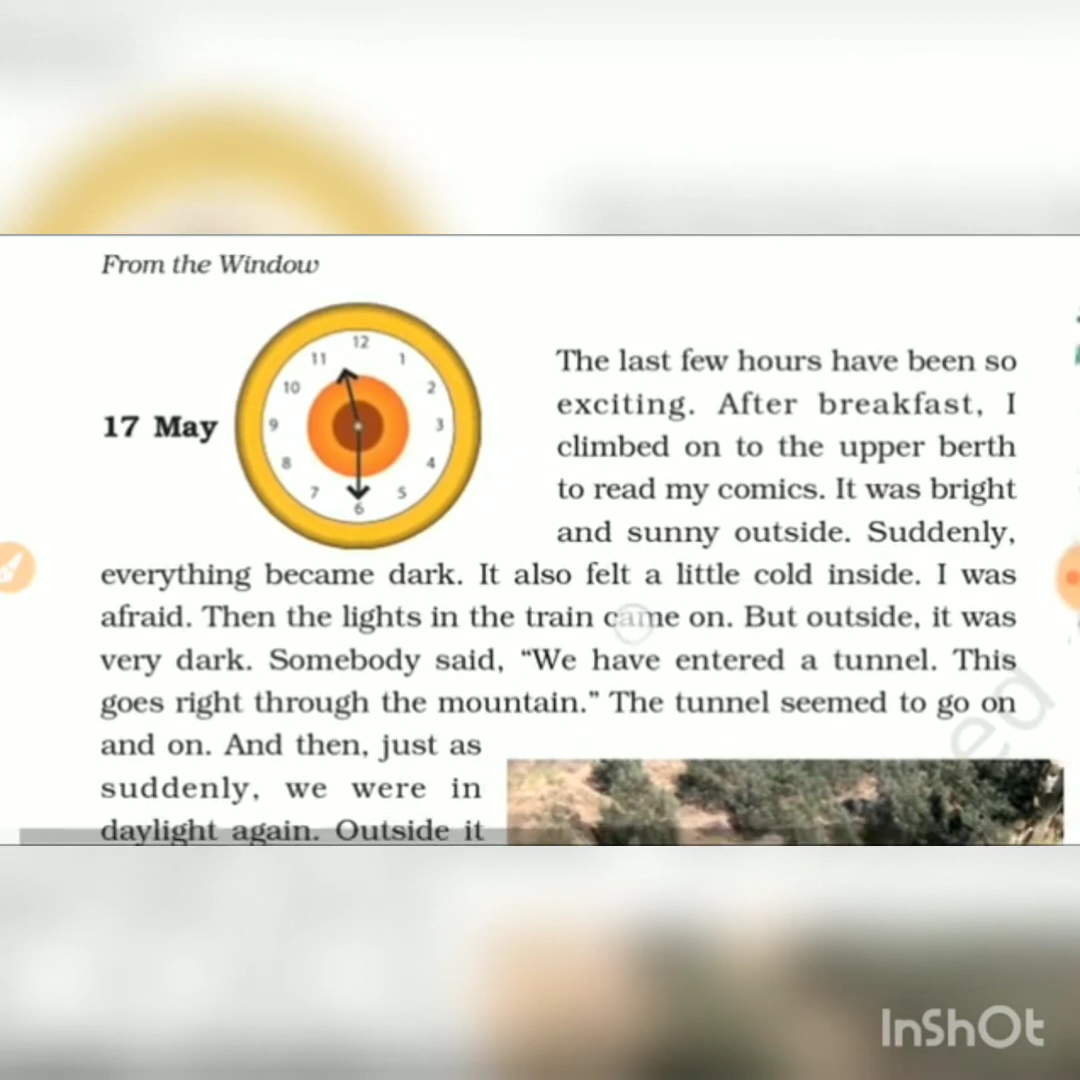 From the Window
12
11
1
10
2
17 May
9
3
8
4
7
5
6
The last few hours have been so
exciting. After breakfast, I
climbed on to the upper berth
to read my comics. It was bright
and sunny outside. Suddenly,
everything became dark. It also felt a little cold inside. I was
afraid. Then the lights in the train came on. But outside, it was
very dark. Somebody said, “We have entered a tunnel. This
goes right through the mountain.” The tunnel seemed to go on
and on. And then, just as
suddenly, we were in
daylight again. Outside it
ed
InShOt